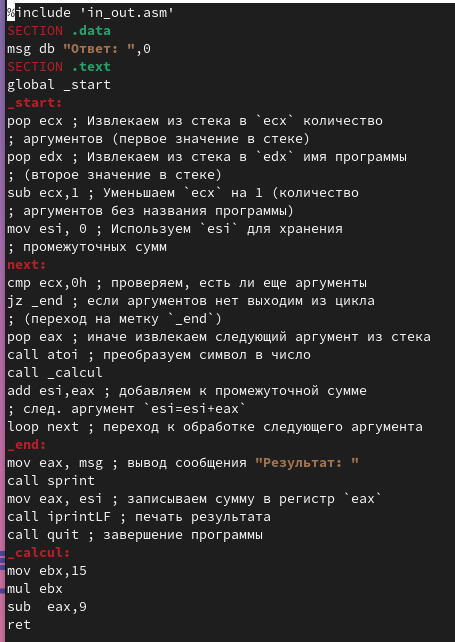 %include 'in_out.asm'
SECTION .data
msg db "Ответ: ",0
SECTION .text
global _start
_start:
pop ecx ; Извлекаем из стека в `ecx` количество
; аргументов (первое значение в стеке)
pop edx ; Извлекаем из стека в `edx` имя программы
; (второе значение в стеке)
sub ecx,1 ; Уменьшаем `ecx` на 1 (количество
; аргументов без названия программы)
mov esi, 0 ; Используем `esi` для хранения
; промежуточных сумм
next:
cmp ecx,0h ; проверяем, есть ли еще аргументы
jz _end ; если аргументов нет выходим из цикла
; (переход на метку `_end`)
pop eax ; иначе извлекаем следующий аргумент из стека
call atoi ; преобразуем символ в число
call _calcul
add esi,eax ; добавляем к промежуточной сумме
; след. аргумент `esi=esi+eax`
loop next ; переход к обработке следующего аргумента
_end:
mov eax, msg ; вывод сообщения "Результат: "
call sprint
mov eax, esi ; записываем сумму в регистр `eax`
call iprintLF ; печать результата
call quit ; завершение программы
_calcul:
mov ebx,15
mul ebx
sub  eax,9
ret